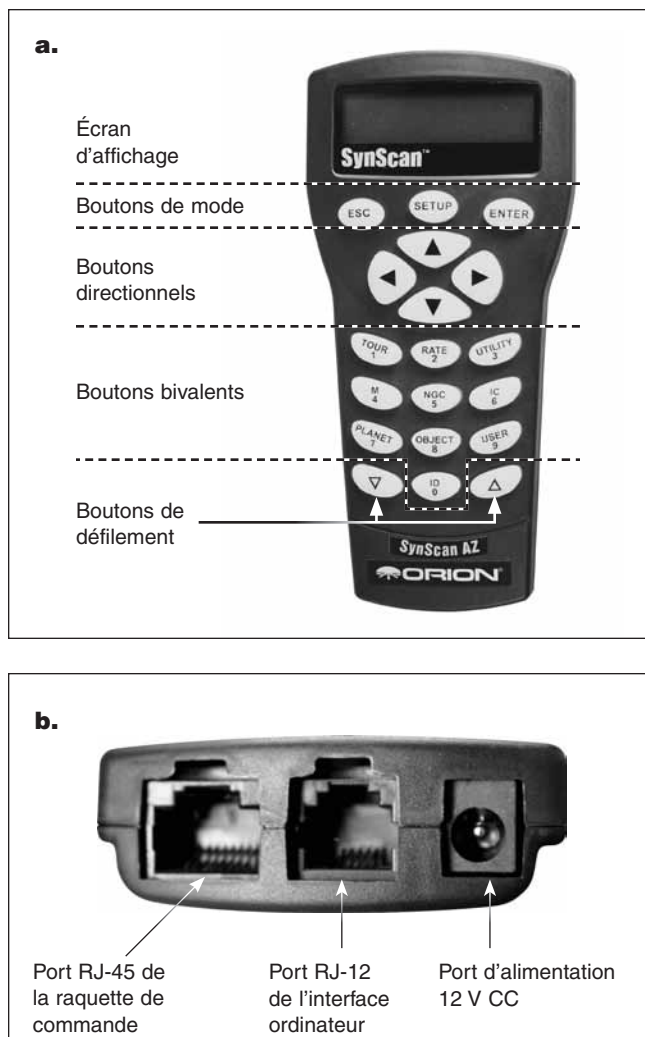 a.
Écran
d'affichage
SynScan™
Boutons de mode
ESC SETUP ENTER
Boutons
directionnels
▲
◀ ▶
▼
Boutons bivalents
TOUR RATE UTILITY
1 2 3
M NGC IC
4 5 6
PLANET OBJECT USER
7 8 9
Boutons de
défilement
▽ ID △
0
SynScan AZ
ORION®
b.
Port RJ-45 de
la raquette de
commande
Port RJ-12
de l'interface
ordinateur
Port d'alimentation
12 V CC